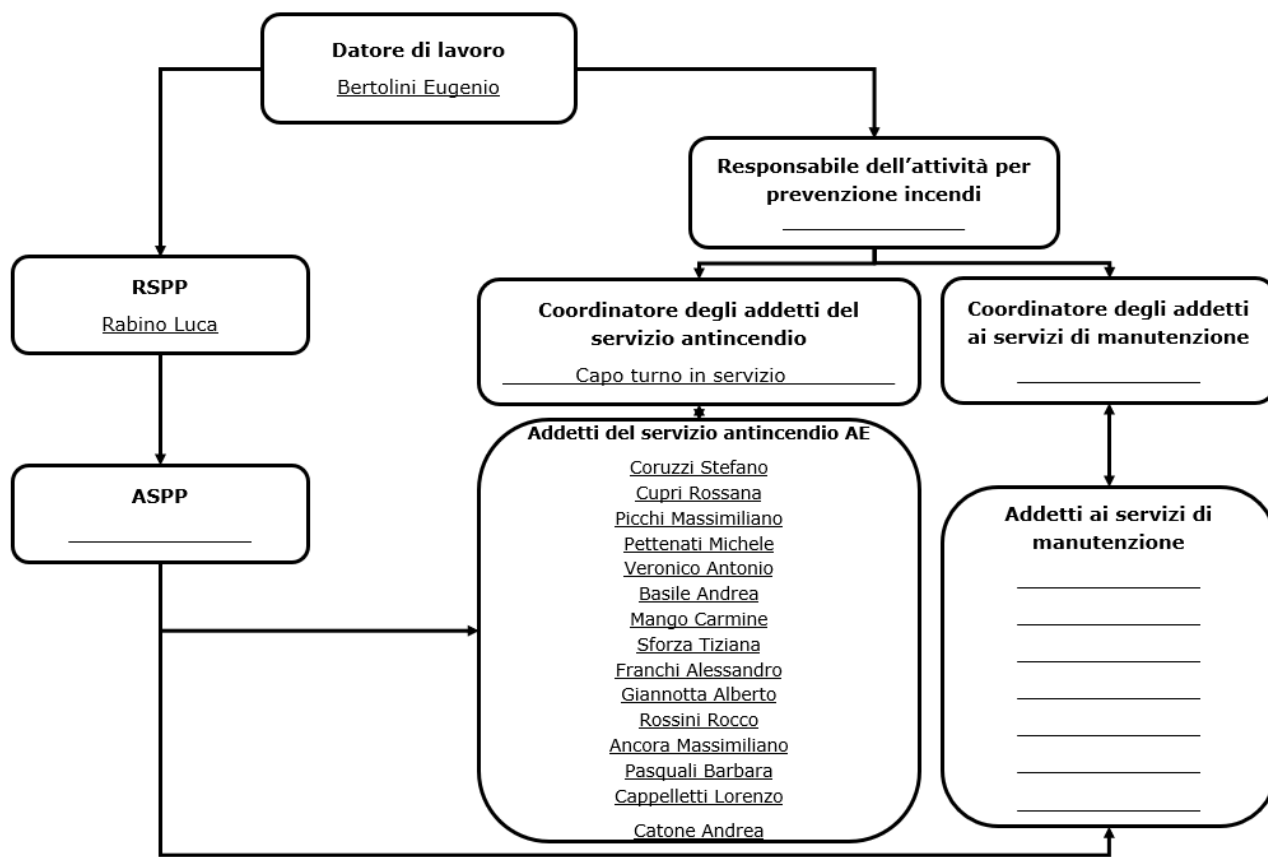 Datore di lavoro
Bertolini Eugenio
Responsabile dell'attività per
prevenzione incendi
RSPP
Rabino Luca
Coordinatore degli addetti del
servizio antincendio
Capo turno in servizio
Coordinatore degli addetti
ai servizi di manutenzione
ASPP
Addetti del servizio antincendio AE
Coruzzi Stefano
Cupri Rossana
Picchi Massimiliano
Pettenati Michele
Veronico Antonio
Basile Andrea
Mango Carmine
Sforza Tiziana
Franchi Alessandro
Giannotta Alberto
Rossini Rocco
Ancora Massimiliano
Pasquali Barbara
Cappelletti Lorenzo
Catone Andrea
Addetti ai servizi di
manutenzione